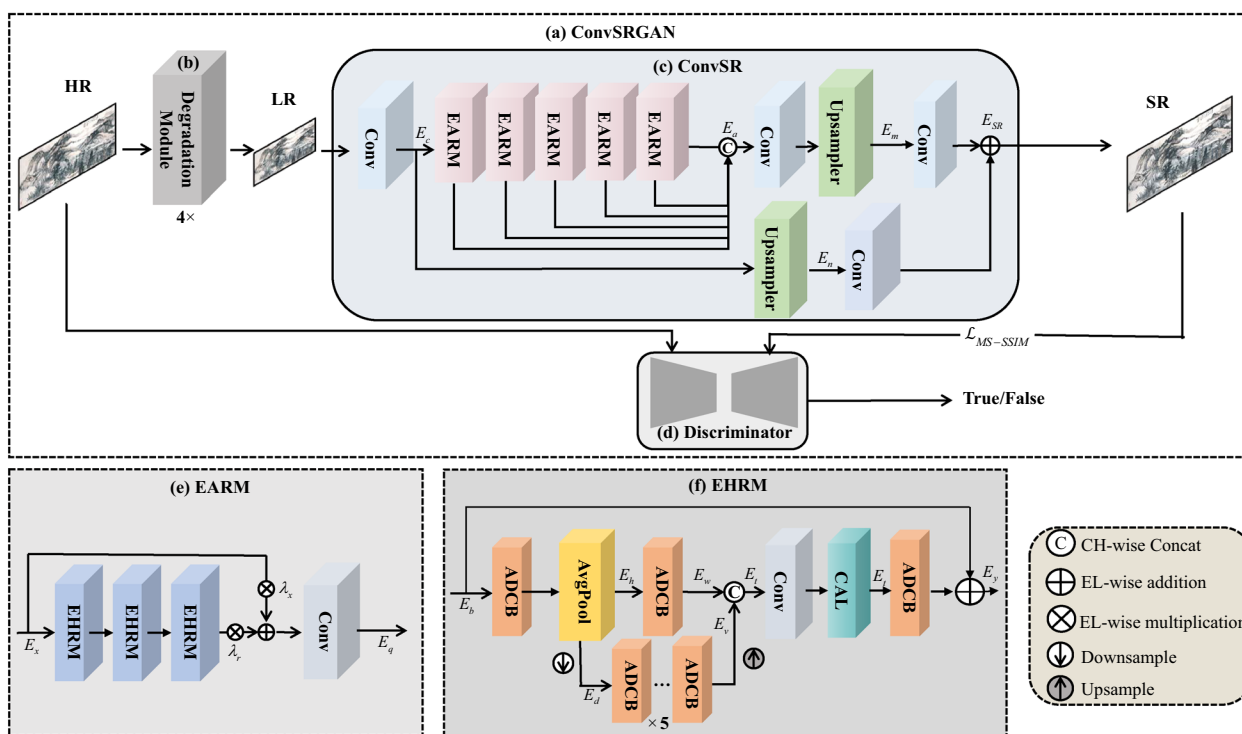 (a) ConvSRGAN
HR
(b)
Degradation Module
4×
LR
(c) ConvSR
Conv
E_c
EARM
EARM
EARM
EARM
EARM
E_a
C
Conv
Upsampler
E_m
Conv
E_SR
SR
Upsampler
E_n
Conv
ℒ_MS−SSIM
(d) Discriminator
True/False
(e) EARM
E_x
EHRM
EHRM
EHRM
λ_r
λ_x
Conv
E_q
(f) EHRM
E_b
ADCB
AvgPool
E_h
ADCB
E_w
C
E_t
E_v
Conv
CAL
E_l
ADCB
E_y
E_d
ADCB
...
ADCB
×5
C CH-wise Concat
EL-wise addition
EL-wise multiplication
Downsample
Upsample